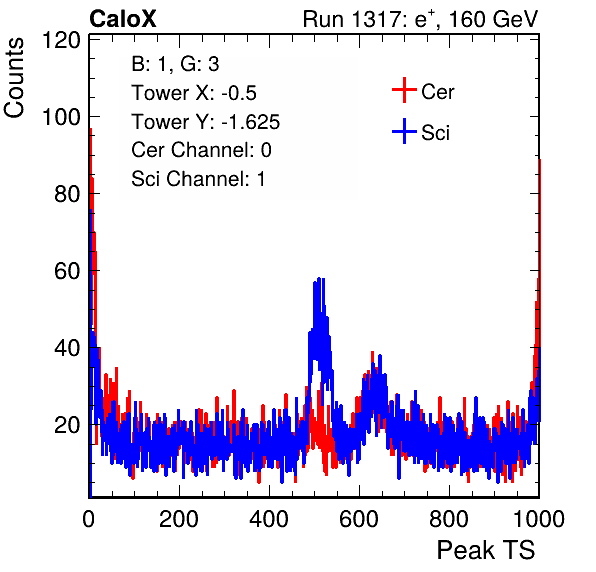 CaloX
Run 1317: e+, 160 GeV
Counts
120
100
80
60
40
20
B: 1, G: 3
Tower X: -0.5
Tower Y: -1.625
Cer Channel: 0
Sci Channel: 1
Cer
Sci
0 200 400 600 800 1000
Peak TS